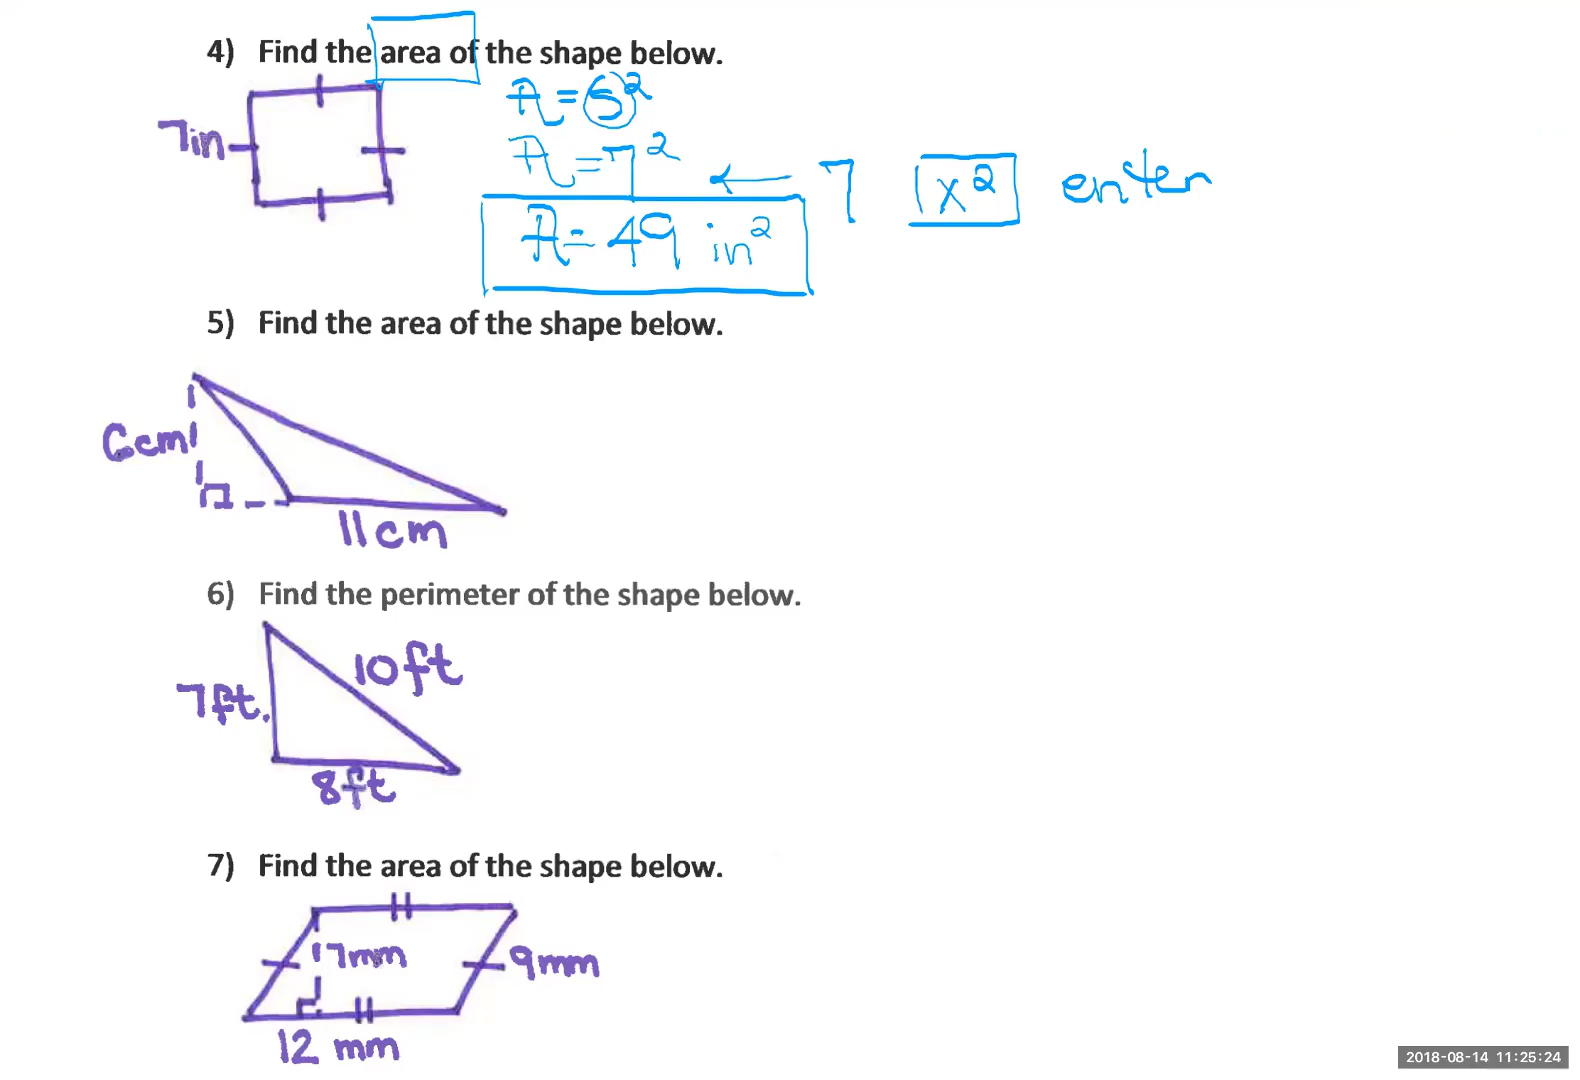 4) Find the area of the shape below.
7in
A = s²
A = 7²
7 x² enter
A = 49 in²
5) Find the area of the shape below.
6cm
11cm
6) Find the perimeter of the shape below.
10ft
7ft.
8ft
7) Find the area of the shape below.
7mm
9mm
12 mm
2018-08-14 11:25:24